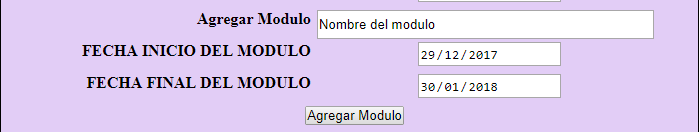 Agregar Modulo Nombre del modulo
FECHA INICIO DEL MODULO 29/12/2017
FECHA FINAL DEL MODULO 30/01/2018
Agregar Modulo